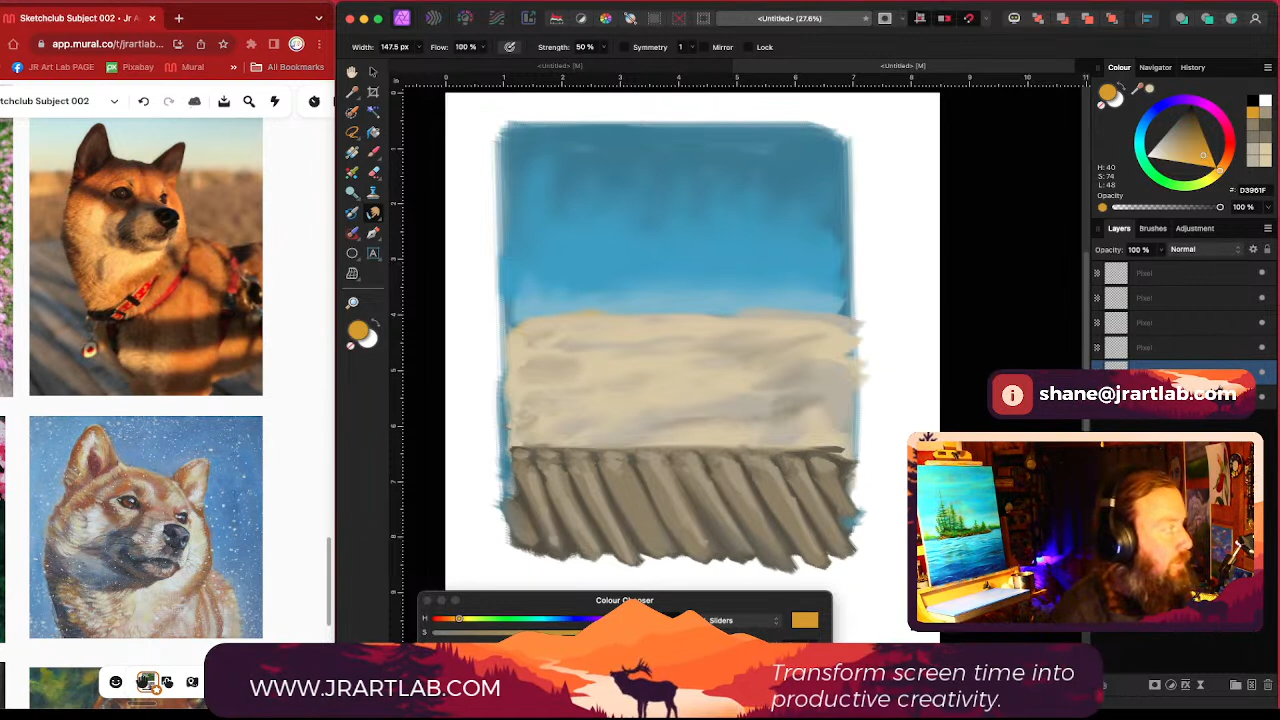 Sketchclub Subject 002 • Jr A
<Untitled> (27.6%)
app.mural.co/t/jrartlab...
Width: 147.5 px
Flow: 100 %
Strength: 50 %
Symmetry
1
Mirror
Lock
JR Art Lab PAGE
Pixabay
Mural
»
All Bookmarks
<Untitled> [M]
<Untitled> [M]
Colour
Navigator
History
tchclub Subject 002
H: 40
S: 74
L: 48
#: D3961F
Opacity
100 %
Layers
Brushes
Adjustment
Opacity: 100 %
Normal
Pixel
Pixel
Pixel
Pixel
shane@jrartlab.com
Colour Chooser
H
Sliders
S
WWW.JRARTLAB.COM
Transform screen time into
productive creativity.